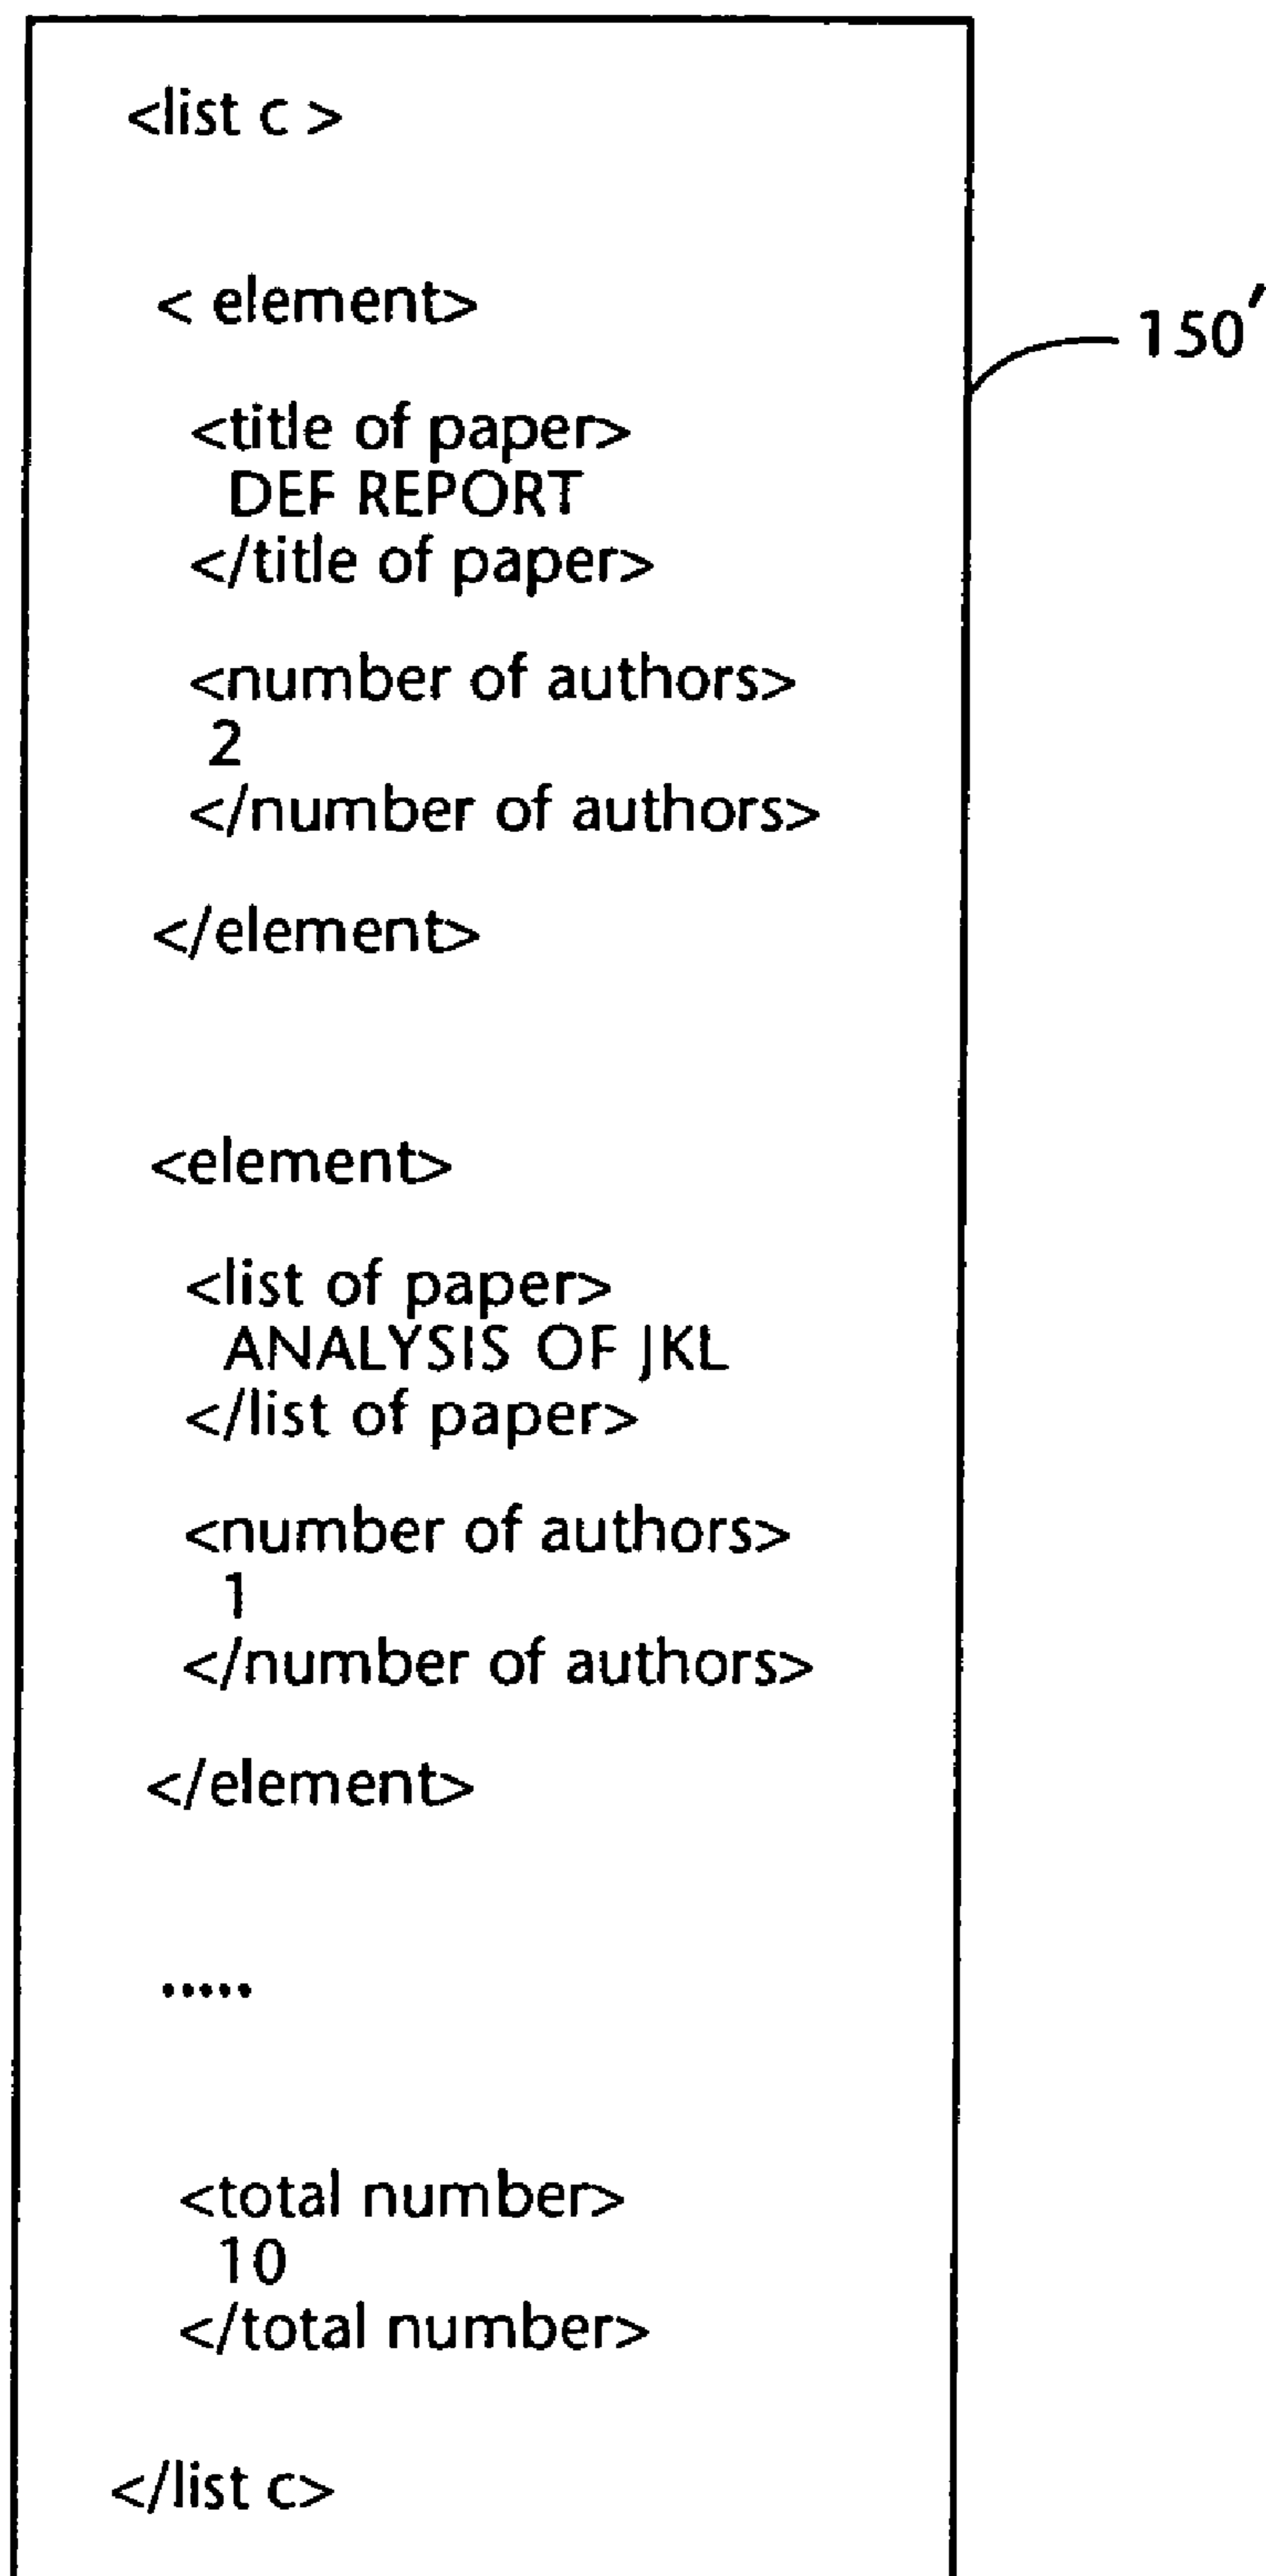 <list c >
< element>
150'
<title of paper>
DEF REPORT
</title of paper>
<number of authors>
2
</number of authors>
</element>
<element>
<list of paper>
ANALYSIS OF JKL
</list of paper>
<number of authors>
1
</number of authors>
</element>
.....
<total number>
10
</total number>
</list c>